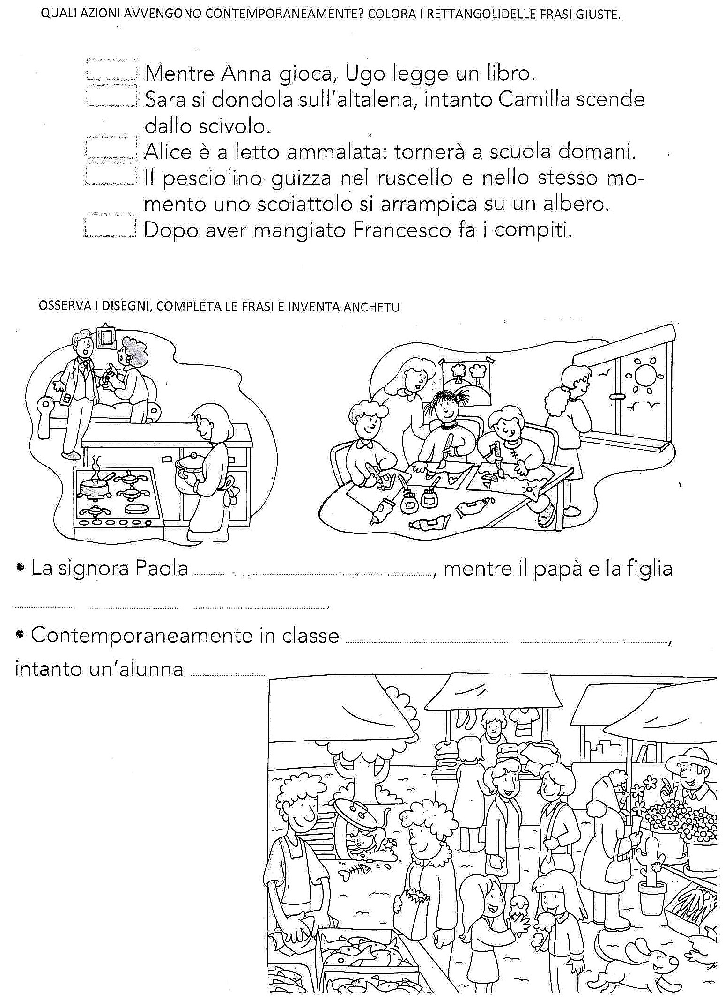 QUALI AZIONI AVVENGONO CONTEMPORANEAMENTE? COLORA I RETTANGOLIDELLE FRASI GIUSTE.
Mentre Anna gioca, Ugo legge un libro.
Sara si dondola sull'altalena, intanto Camilla scende
dallo scivolo.
Alice è a letto ammalata: tornerà a scuola domani.
Il pesciolino guizza nel ruscello e nello stesso mo-
mento uno scoiattolo si arrampica su un albero.
Dopo aver mangiato Francesco fa i compiti.
OSSERVA I DISEGNI, COMPLETA LE FRASI E INVENTA ANCHETU
• La signora Paola ...................., mentre il papà e la figlia
.....................
• Contemporaneamente in classe ....................,
intanto un'alunna ..........